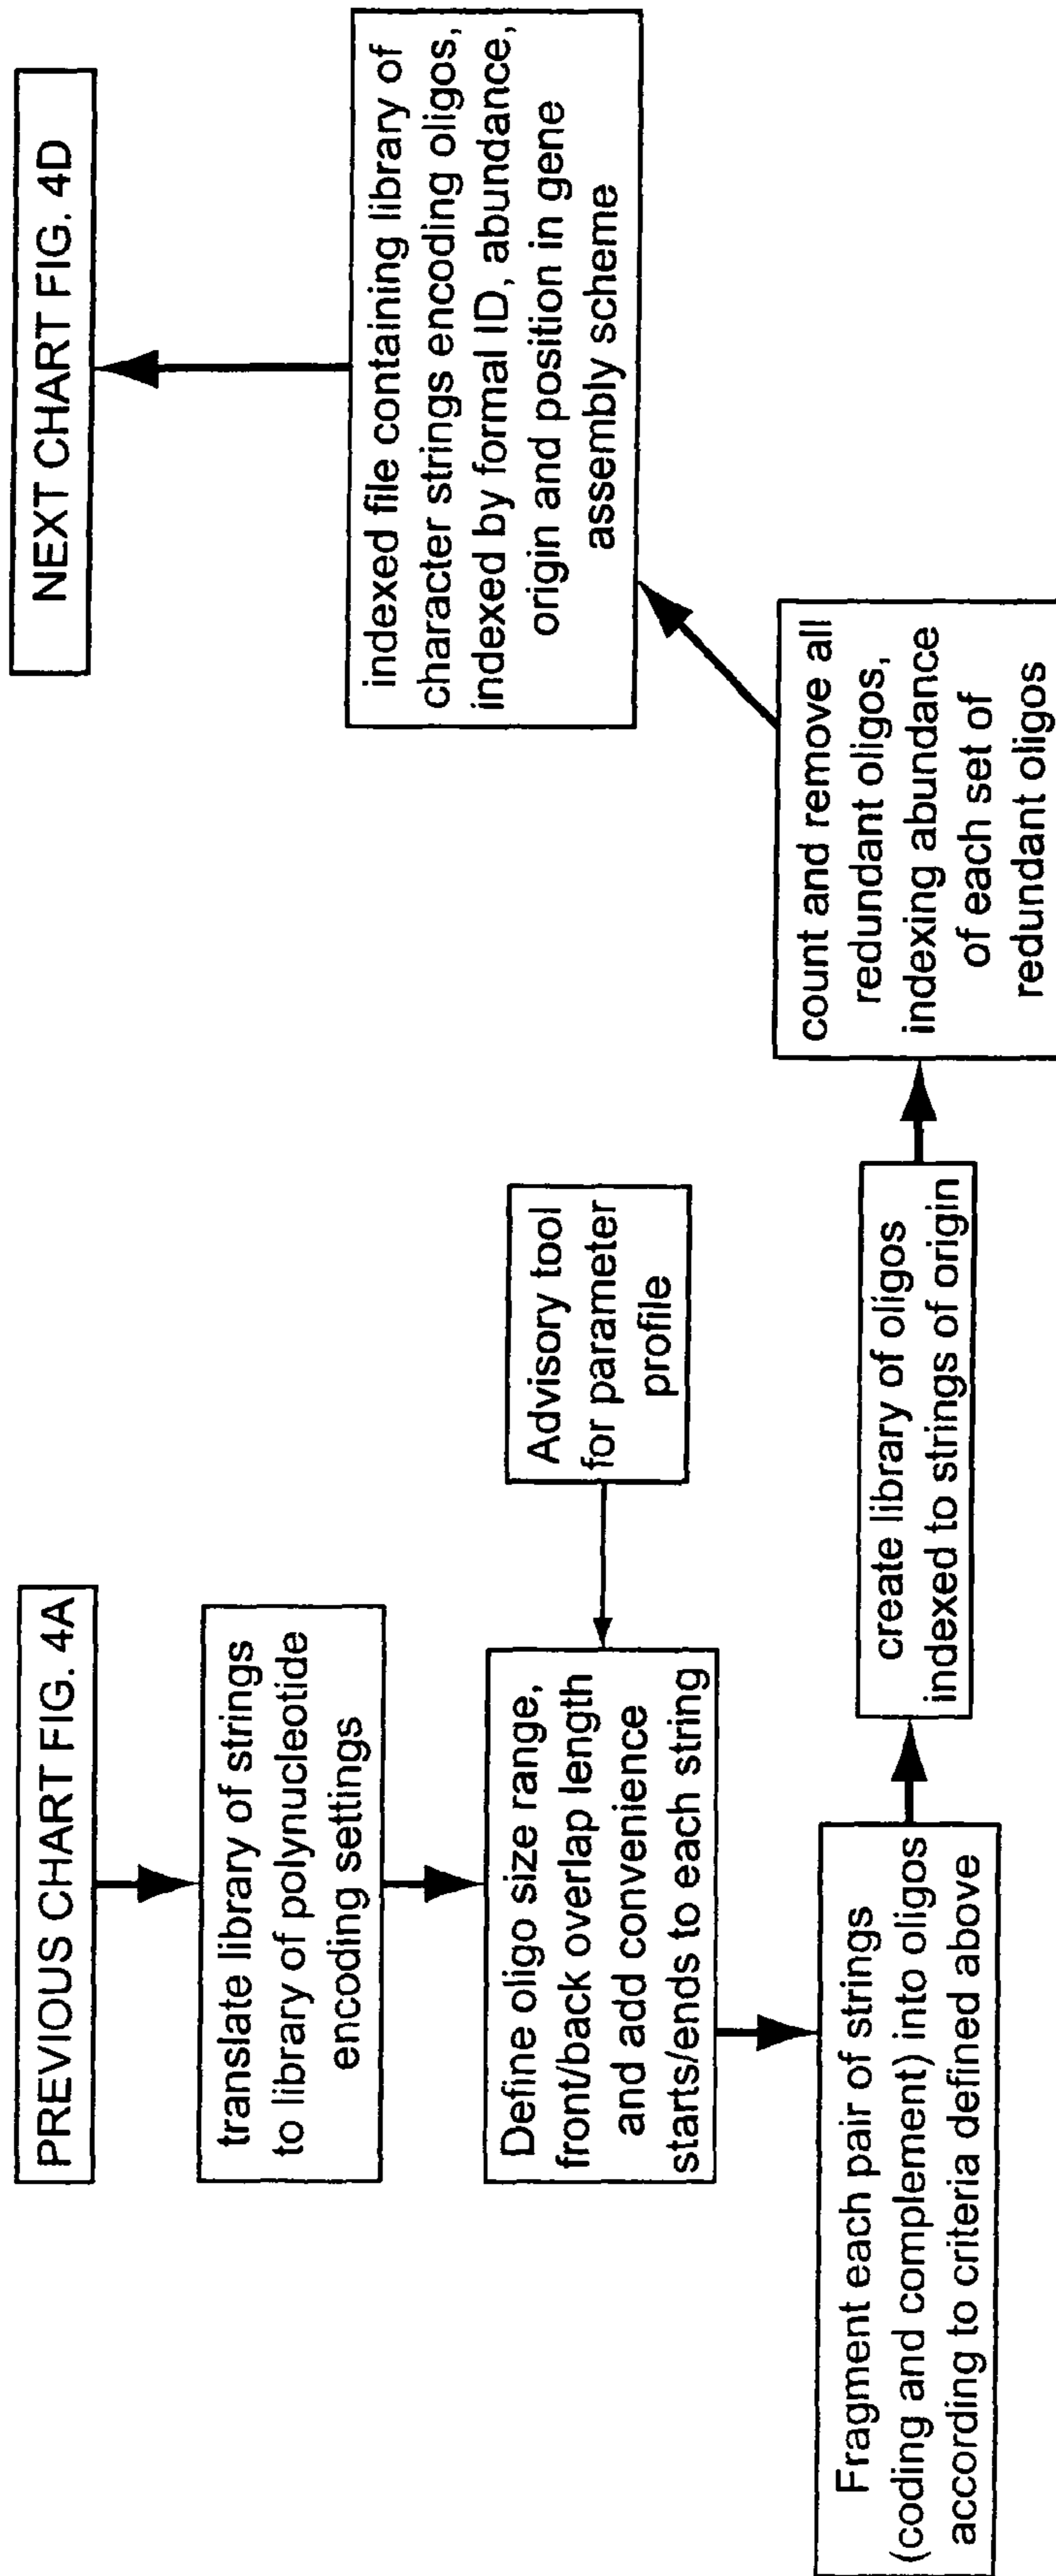 PREVIOUS CHART FIG. 4A
translate library of strings
to library of polynucleotide
encoding settings
Define oligo size range,
front/back overlap length
and add convenience
starts/ends to each string
Advisory tool
for parameter
profile
Fragment each pair of strings
(coding and complement) into oligos
according to criteria defined above
create library of oligos
indexed to strings of origin
count and remove all
redundant oligos,
indexing abundance
of each set of
redundant oligos
indexed file containing library of
character strings encoding oligos,
indexed by formal ID, abundance,
origin and position in gene
assembly scheme
NEXT CHART FIG. 4D